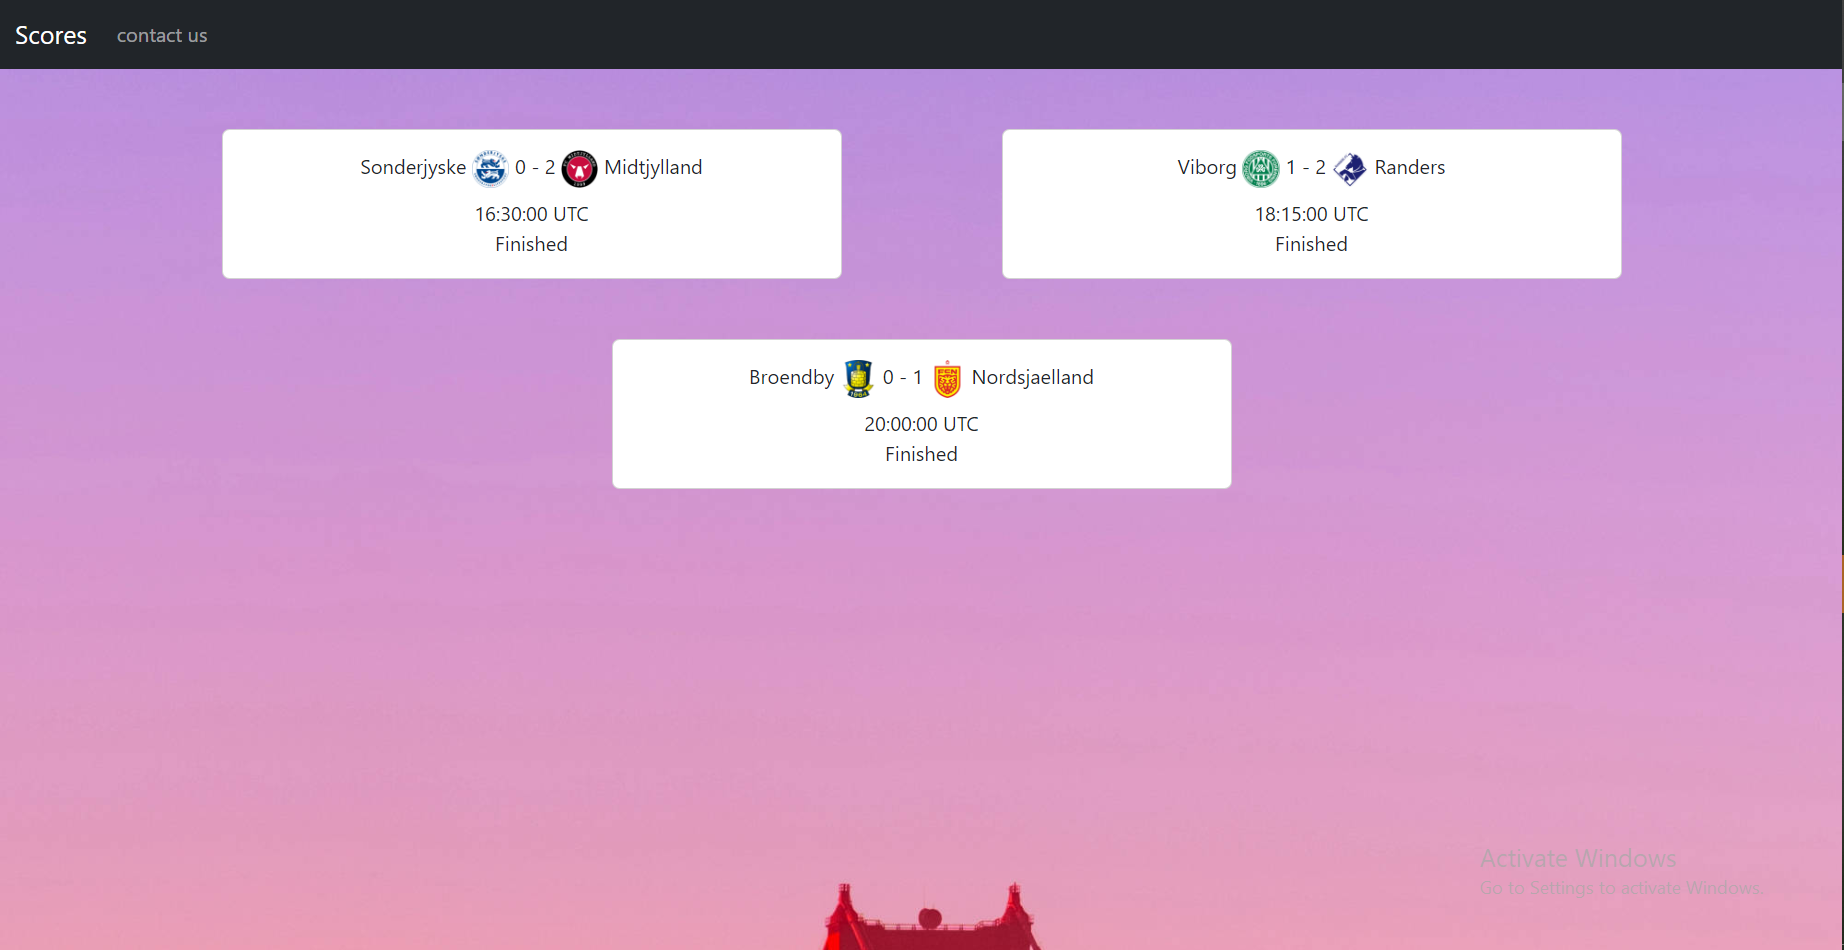 Scores contact us
Sonderjyske 0 - 2 Midtjylland
16:30:00 UTC
Finished
Viborg 1 - 2 Randers
18:15:00 UTC
Finished
Broendby 1964 0 - 1 FCN Nordsjaelland
20:00:00 UTC
Finished
Activate Windows
Go to Settings to activate Windows.